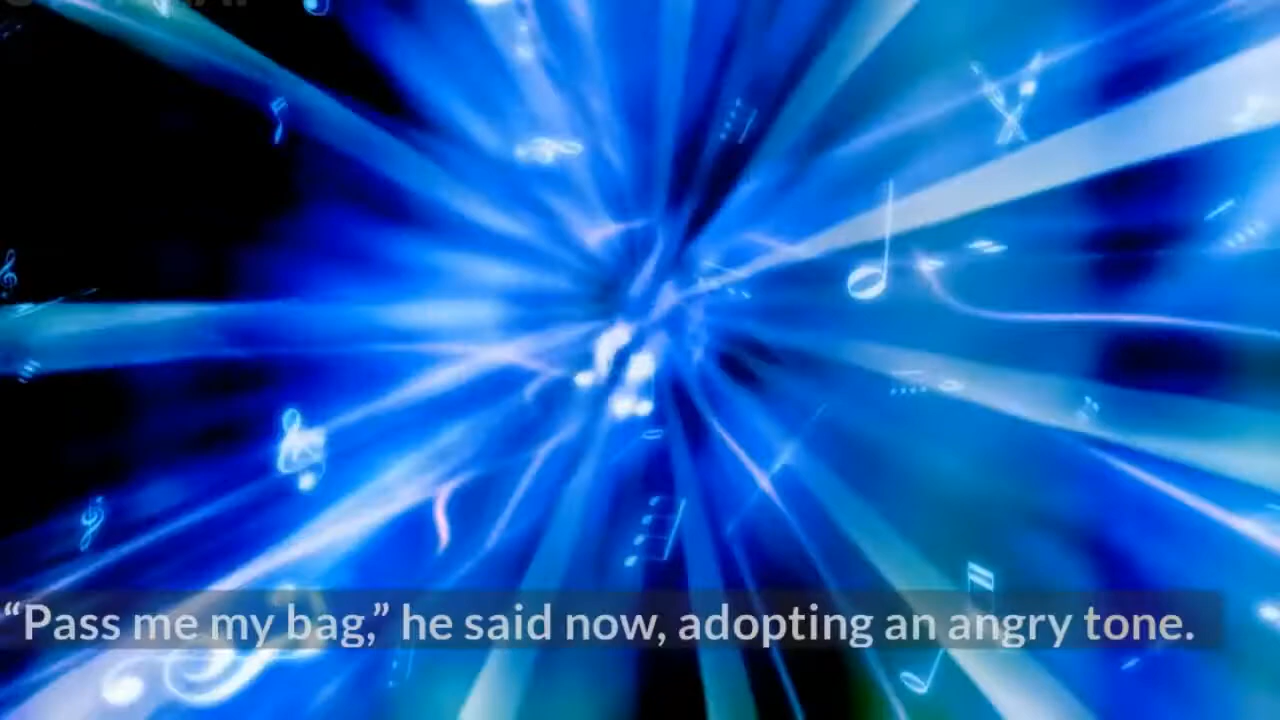 “Pass me my bag,” he said now, adopting an angry tone.